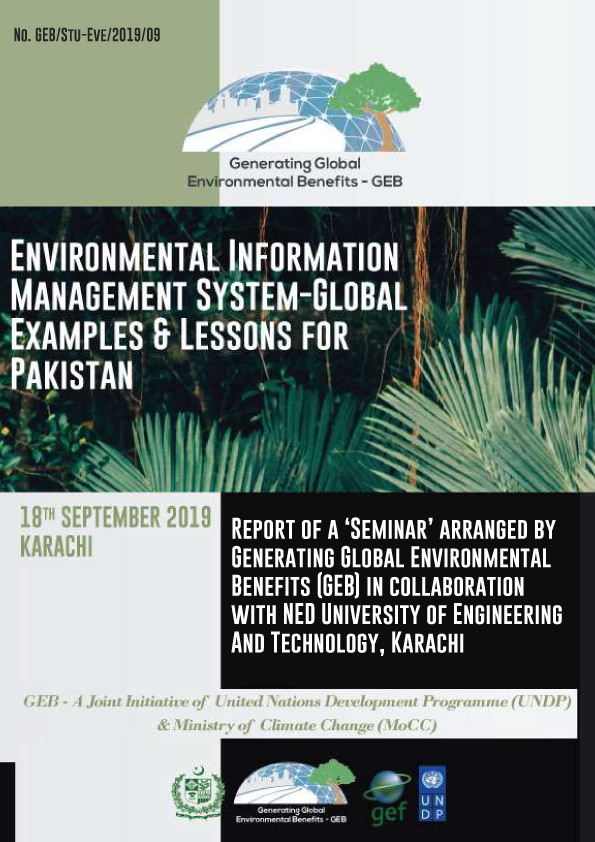 No. GEB/Stu-Eve/2019/09
Generating Global
Environmental Benefits - GEB
Environmental Information
Management System-Global
Examples & Lessons for
Pakistan
18TH SEPTEMBER 2019
KARACHI
Report of a ‘Seminar’ arranged by
Generating Global Environmental
Benefits (GEB) in collaboration
with NED University of Engineering
And Technology, Karachi
GEB - A Joint Initiative of United Nations Development Programme (UNDP)
& Ministry of Climate Change (MoCC)
Generating Global
Environmental Benefits - GEB
gef
U N
D P